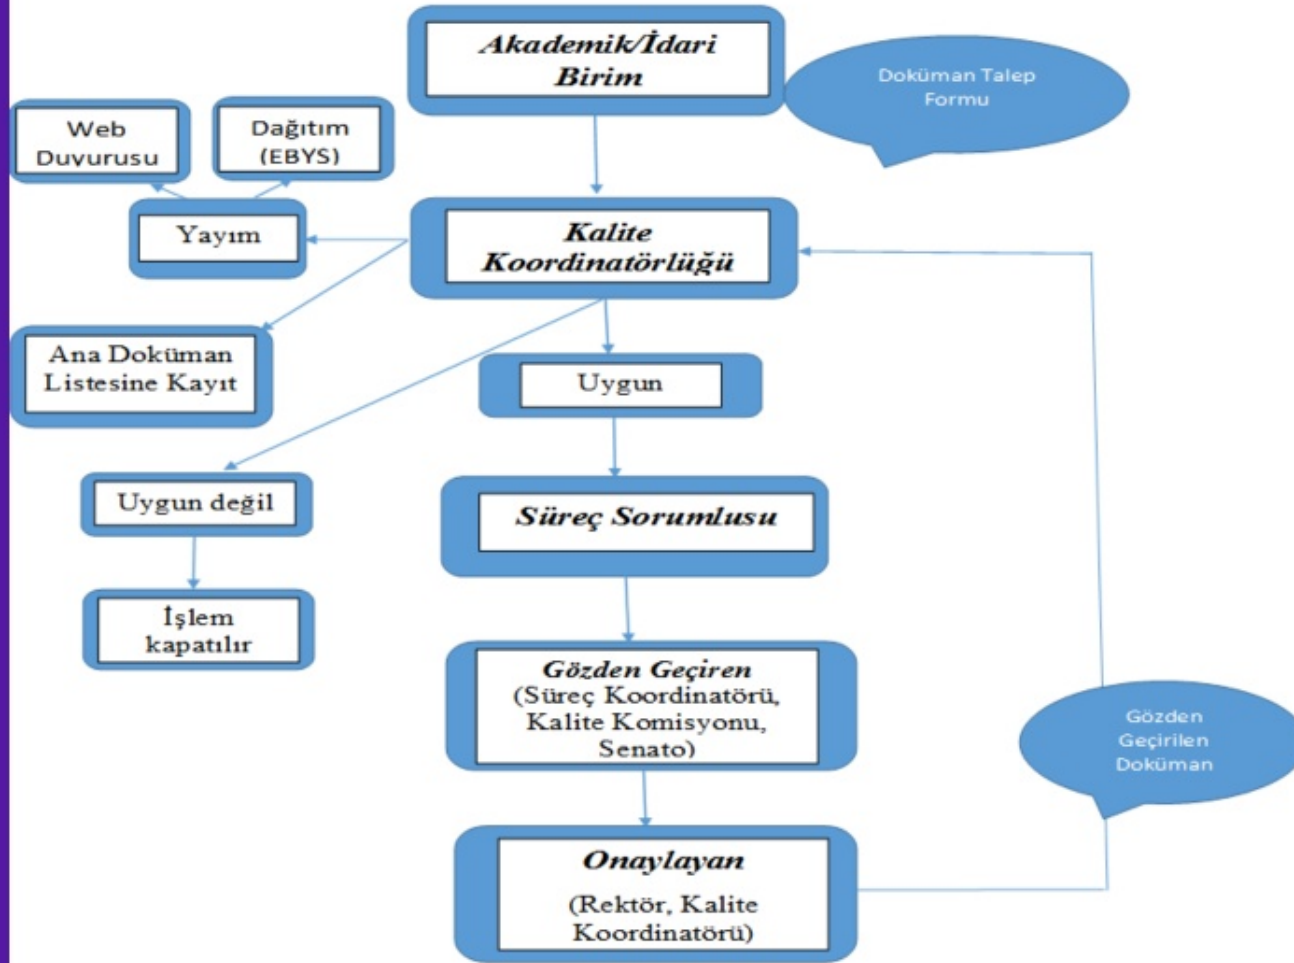 Akademik/İdari
Birim
Doküman Talep
Formu
Web
Duyurusu
Dağıtım
(EBYS)
Yayım
Kalite
Koordinatörlüğü
Ana Doküman
Listesine Kayıt
Uygun
Uygun değil
Süreç Sorumlusu
İşlem
kapatılır
Gözden Geçiren
(Süreç Koordinatörü,
Kalite Komisyonu,
Senato)
Gözden
Geçirilen
Doküman
Onaylayan
(Rektör, Kalite
Koordinatörü)